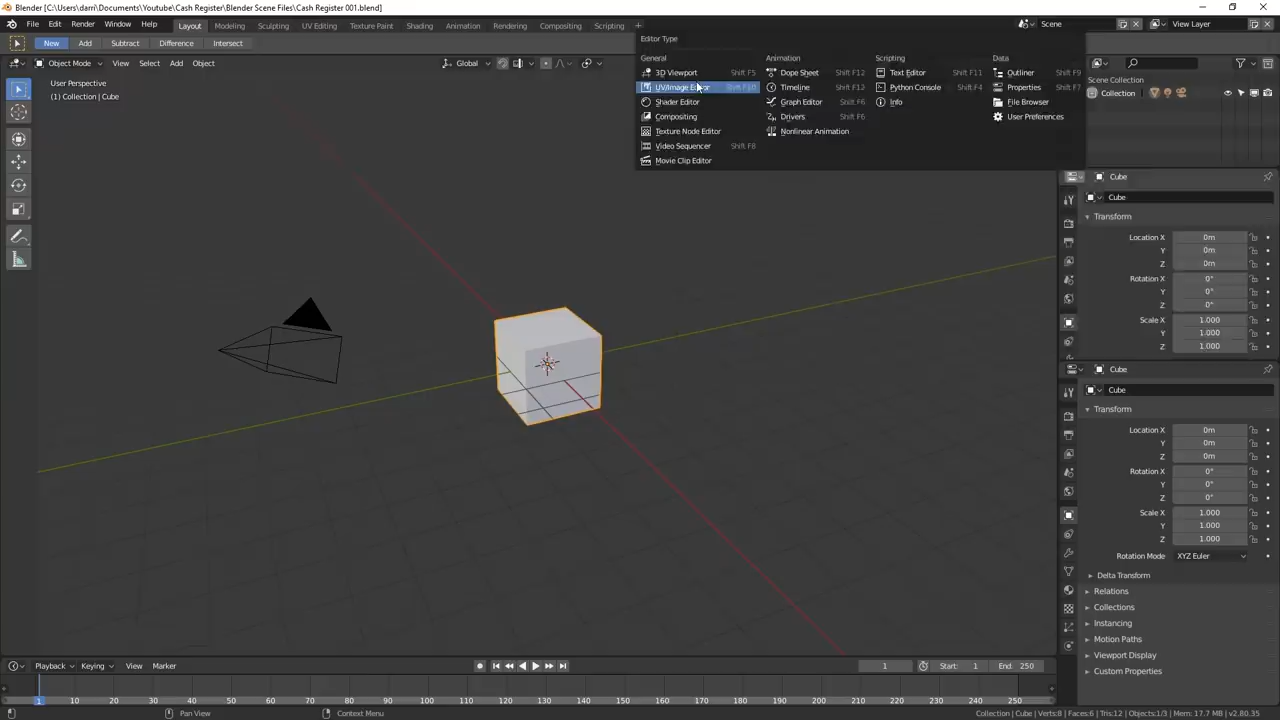 Blender [C:\Users\darri\Documents\Youtube\Cash Register\Blender Scene Files\Cash Register 001.blend]
File Edit Render Window Help Layout Modeling Sculpting UV Editing Texture Paint Shading Animation Rendering Compositing Scripting + Scene View Layer
New Add Subtract Difference Intersect
Object Mode View Select Add Object Global
User Perspective
(1) Collection | Cube
Editor Type
General
3D Viewport Shift F5
UV/Image Editor Shift F10
Shader Editor
Compositing
Texture Node Editor
Video Sequencer Shift F8
Movie Clip Editor
Animation
Dope Sheet Shift F12
Timeline Shift F12
Graph Editor Shift F6
Drivers Shift F6
Nonlinear Animation
Scripting
Text Editor Shift F11
Python Console Shift F4
Info
Data
Outliner Shift F9
Properties Shift F7
File Browser
User Preferences
Scene Collection
Collection
Cube
Cube
Transform
Location X 0m
Y 0m
Z 0m
Rotation X 0°
Y 0°
Z 0°
Scale X 1.000
Y 1.000
Z 1.000
Cube
Cube
Transform
Location X 0m
Y 0m
Z 0m
Rotation X 0°
Y 0°
Z 0°
Scale X 1.000
Y 1.000
Z 1.000
Rotation Mode XYZ Euler
Delta Transform
Relations
Collections
Instancing
Motion Paths
Viewport Display
Custom Properties
Playback Keying View Marker 1 Start: 1 End: 250
1 10 20 30 40 50 60 70 80 90 100 110 120 130 140 150 160 170 180 190 200 210 220 230 240 250
Pan View Context Menu Collection | Cube | Verts:8 | Faces:6 | Tris:12 | Objects:1/3 | Mem: 17.7 MB | v2.80.35